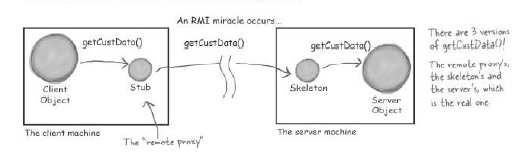 An RMI miracle occurs...
getCustData()
getCustData()
getCustData()
Client
Object
Stub
Skeleton
Server
Object
The client machine
The "remote proxy"
The server machine
There are 3 versions
of getCustData()!
The remote proxy's,
the skeleton's and
the server's, which
is the real one.